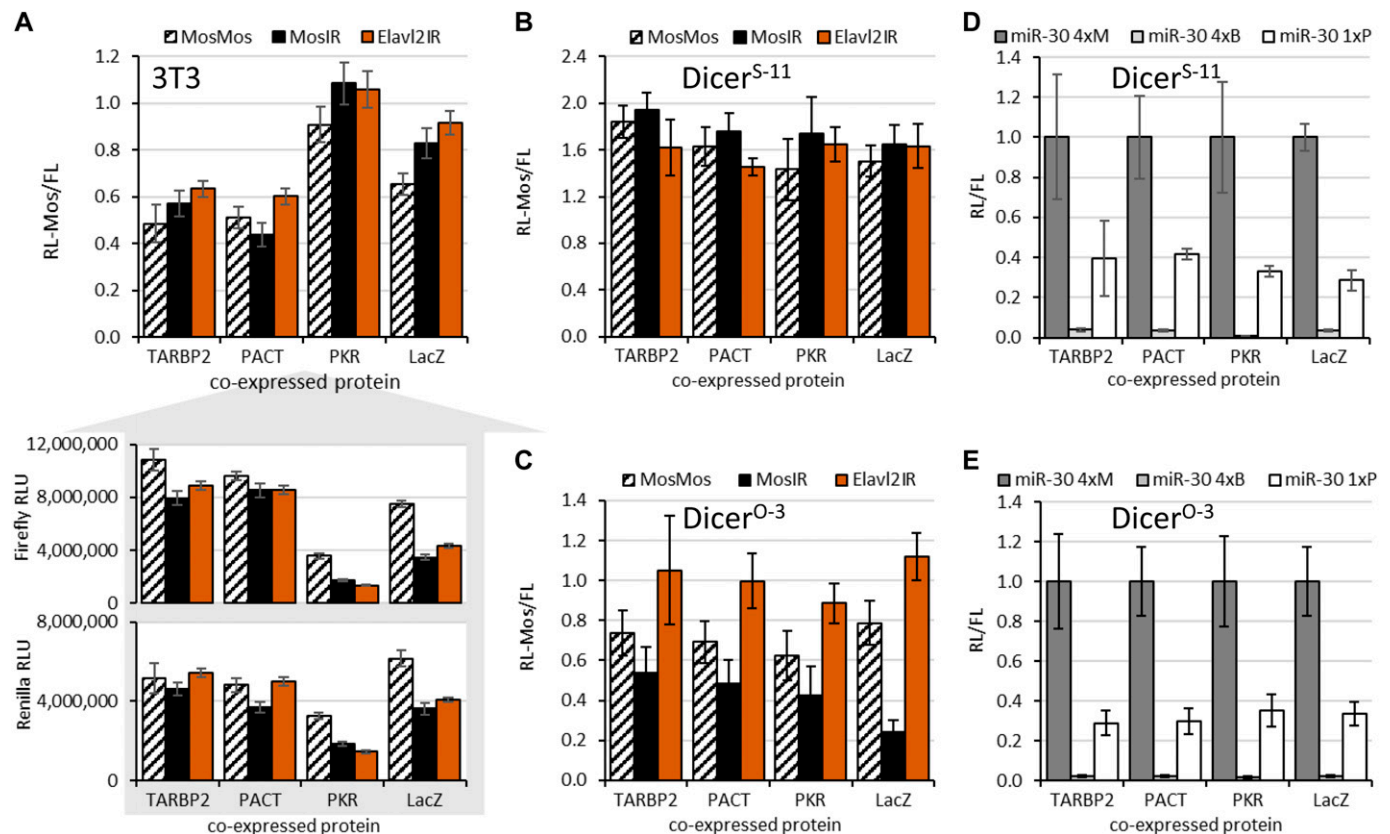 A
MosMos MosIR Elavl2IR
3T3
RL-Mos/FL
1.2
1.0
0.8
0.6
0.4
0.2
0.0
TARBP2 PACT PKR LacZ
co-expressed protein
Firefly RLU
12,000,000
8,000,000
4,000,000
0
Renilla RLU
8,000,000
4,000,000
0
TARBP2 PACT PKR LacZ
co-expressed protein
B
MosMos MosIR Elavl2IR
DicerS-11
RL-Mos/FL
2.4
2.0
1.6
1.2
2.8
2.4
0.0
TARBP2 PACT PKR LacZ
co-expressed protein
C
MosMos MosIR Elavl2IR
DicerO-3
RL-Mos/FL
1.4
1.2
1.0
0.8
0.6
0.4
0.2
0.0
TARBP2 PACT PKR LacZ
co-expressed protein
D
miR-30 4xM miR-30 4xB miR-30 1xP
DicerS-11
RL/FL
1.4
1.2
1.0
0.8
0.6
0.4
0.2
0.0
TARBP2 PACT PKR LacZ
co-expressed protein
E
miR-30 4xM miR-30 4xB miR-30 1xP
DicerO-3
RL/FL
1.4
1.2
1.0
0.8
0.6
0.4
0.2
0.0
TARBP2 PACT PKR LacZ
co-expressed protein